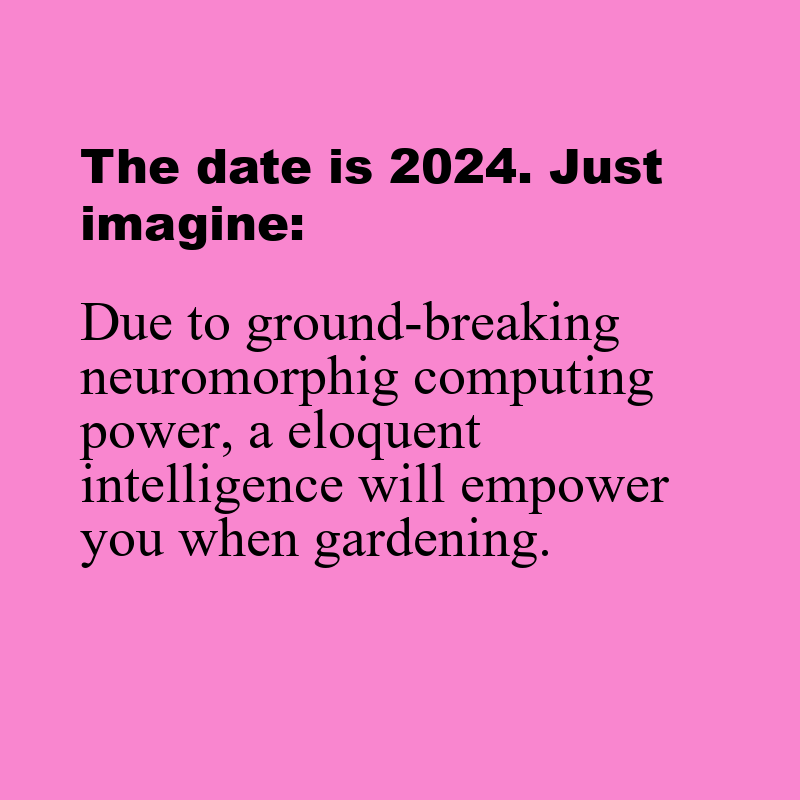 The date is 2024. Just
imagine:
Due to ground-breaking
neuromorphig computing
power, a eloquent
intelligence will empower
you when gardening.